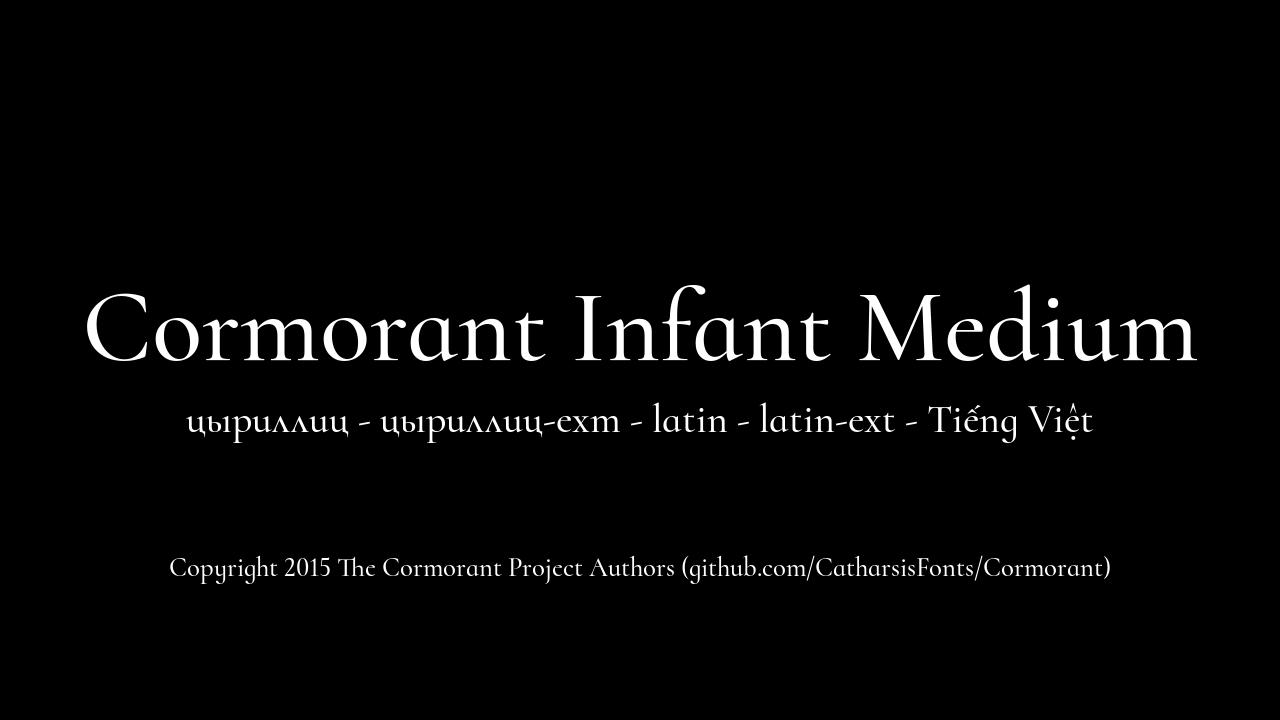 Cormorant Infant Medium
цыриллиц - цыриллиц-ехт - latin - latin-ext - Tiếng Việt
Copyright 2015 The Cormorant Project Authors (github.com/CatharsisFonts/Cormorant)